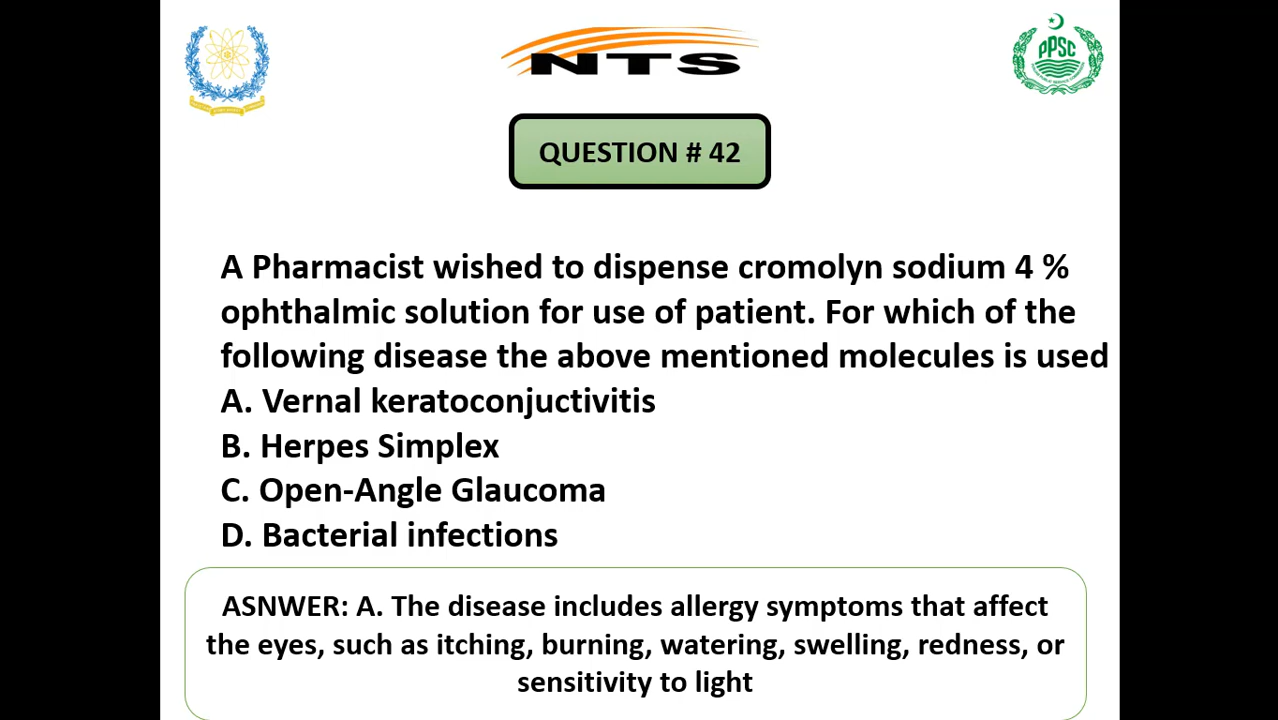 NTS
PPSC
QUESTION # 42
A Pharmacist wished to dispense cromolyn sodium 4 %
ophthalmic solution for use of patient. For which of the
following disease the above mentioned molecules is used
A. Vernal keratoconjuctivitis
B. Herpes Simplex
C. Open-Angle Glaucoma
D. Bacterial infections
ASNWER: A. The disease includes allergy symptoms that affect
the eyes, such as itching, burning, watering, swelling, redness, or
sensitivity to light